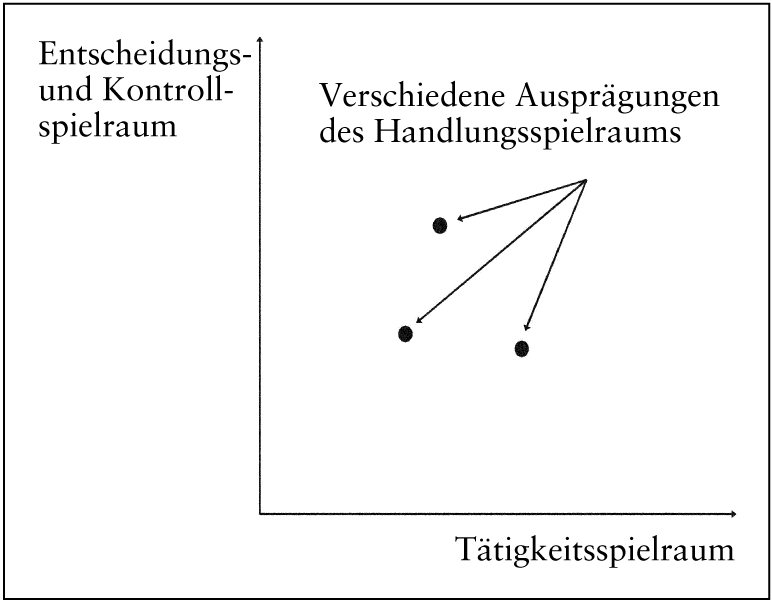 Entscheidungs-
und Kontroll-
spielraum
Verschiedene Ausprägungen
des Handlungsspielraums
Tätigkeitsspielraum